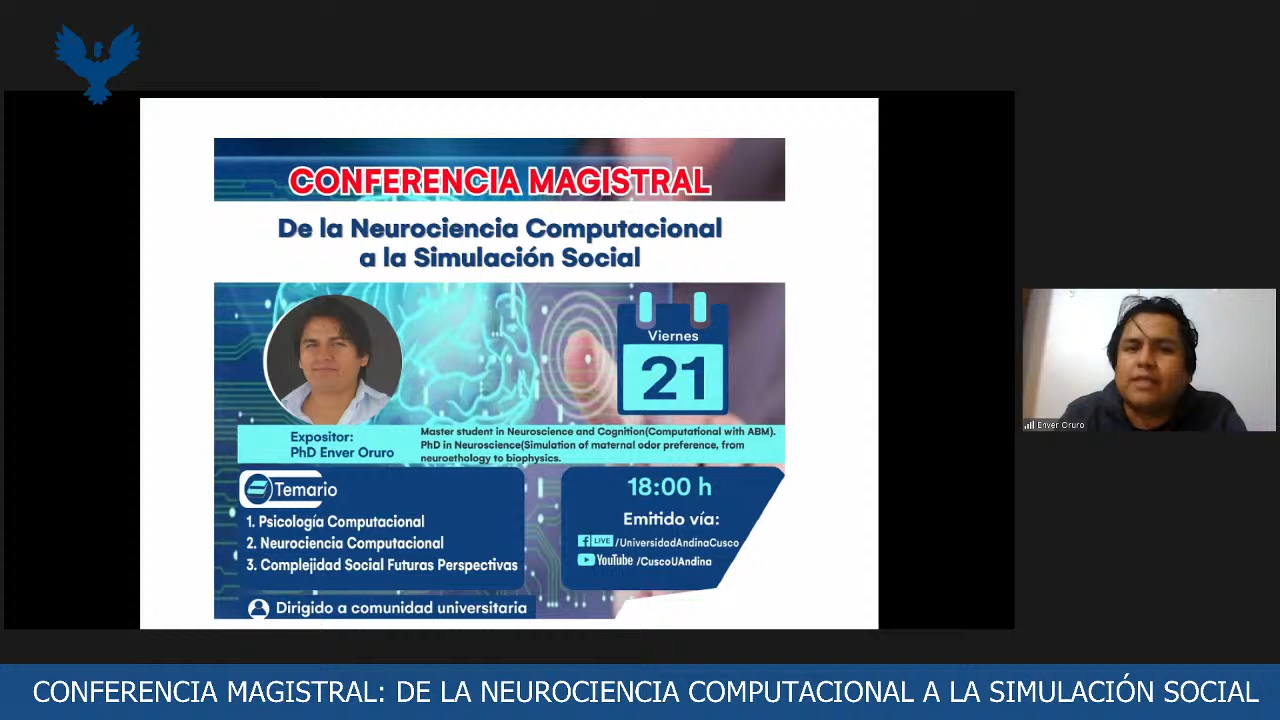 CONFERENCIA MAGISTRAL
De la Neurociencia Computacional
a la Simulación Social
Viernes
21
Expositor:
PhD Enver Oruro
Master student in Neuroscience and Cognition(Computational with ABM).
PhD in Neuroscience(Simulation of maternal odor preference, from
neuroethology to biophysics.
Temario
1. Psicología Computacional
2. Neurociencia Computacional
3. Complejidad Social Futuras Perspectivas
18:00 h
Emitido vía:
LIVE /UniversidadAndinaCusco
YouTube /CuscoUAndina
Dirigido a comunidad universitaria
Enver Oruro
CONFERENCIA MAGISTRAL: DE LA NEUROCIENCIA COMPUTACIONAL A LA SIMULACIÓN SOCIAL